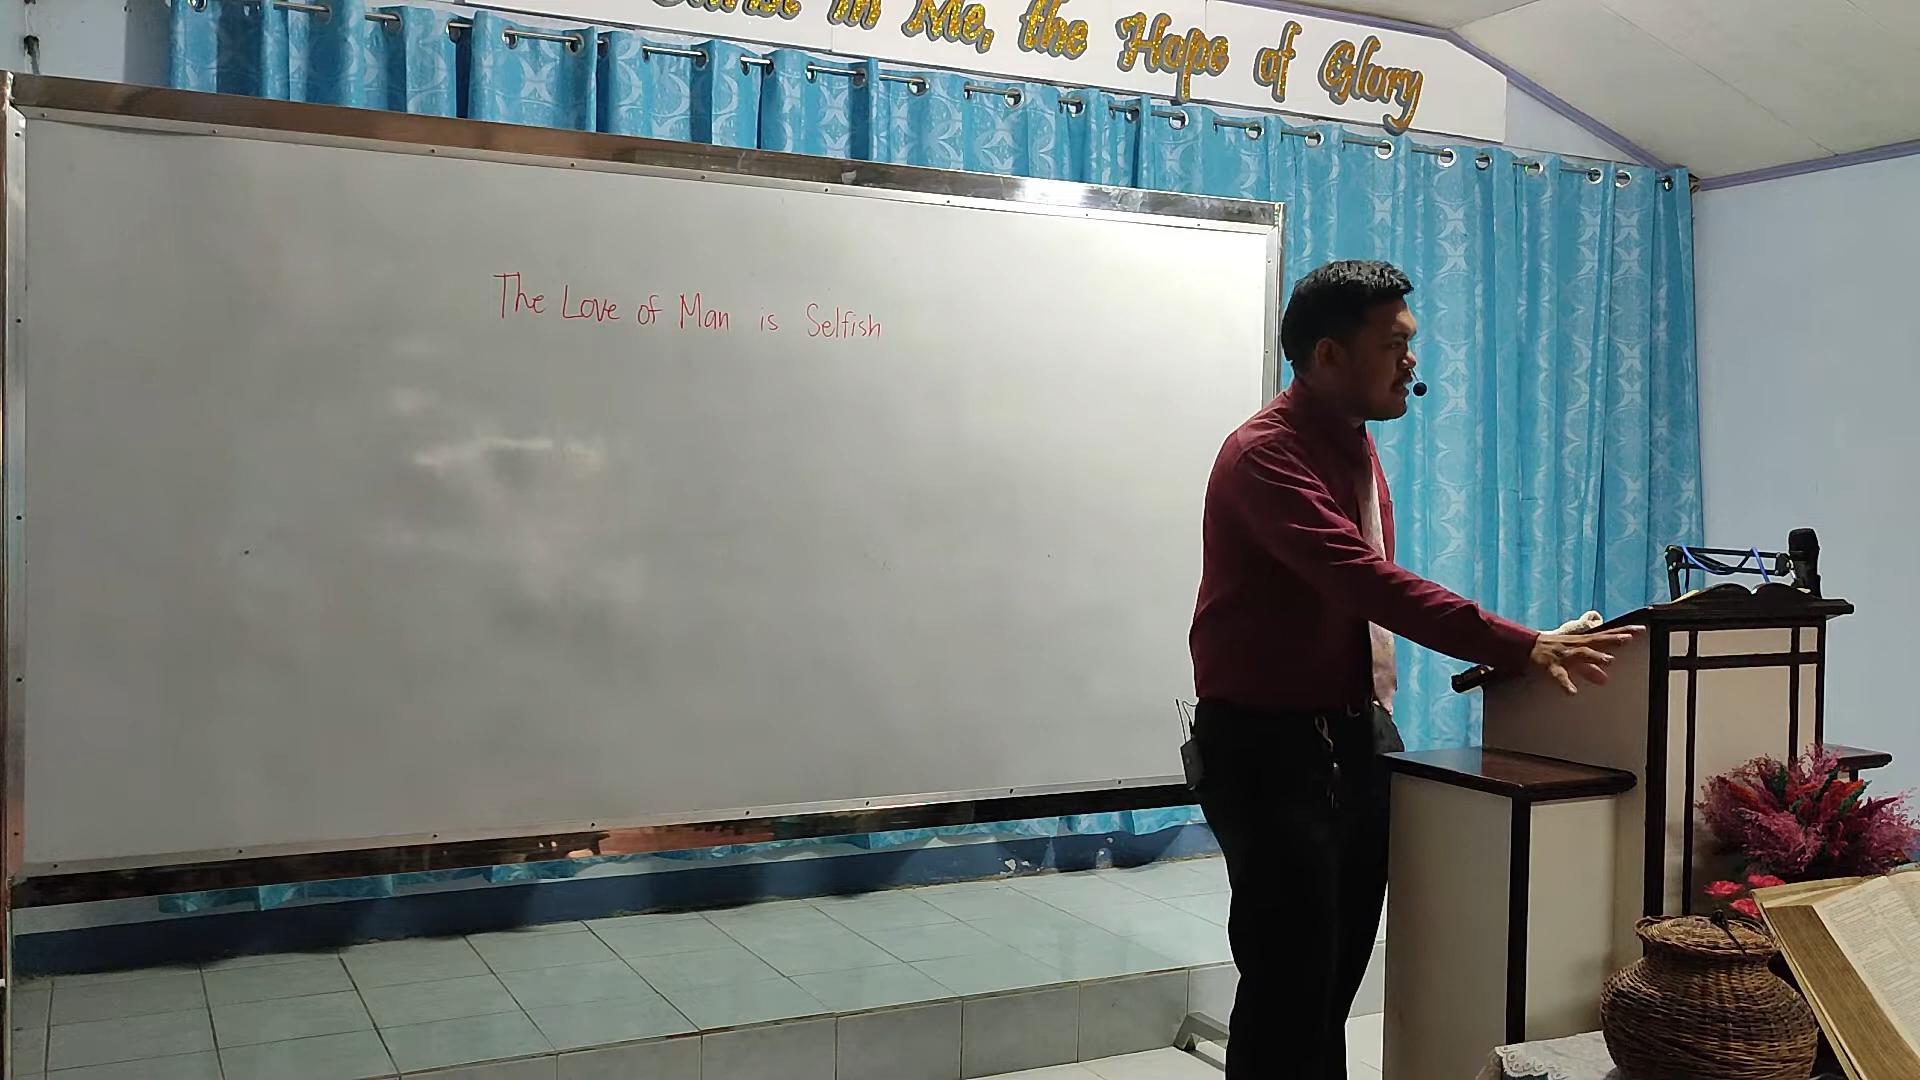 in Me, the Hope of Glory
The Love of Man is Selfish